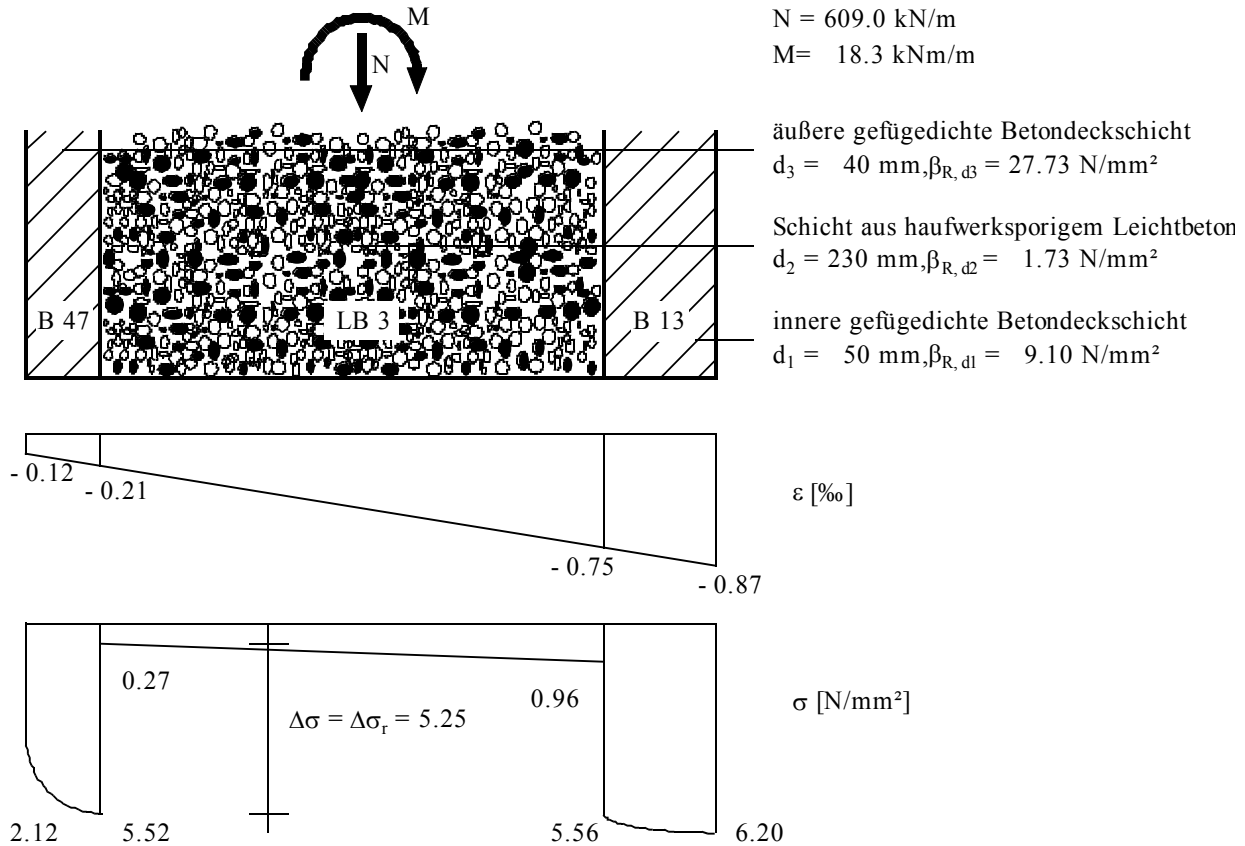 M
N
N = 609.0 kN/m
M= 18.3 kNm/m
äußere gefügedichte Betondeckschicht
d₃ = 40 mm,β_R, d3 = 27.73 N/mm²
Schicht aus haufwerksporigem Leichtbeton
d₂ = 230 mm,β_R, d2 = 1.73 N/mm²
B 47
LB 3
B 13
innere gefügedichte Betondeckschicht
d₁ = 50 mm,β_R, d1 = 9.10 N/mm²
- 0.12
- 0.21
- 0.75
- 0.87
ε [‰]
0.27
0.96
Δσ = Δσᵣ = 5.25
σ [N/mm²]
2.12
5.52
5.56
6.20